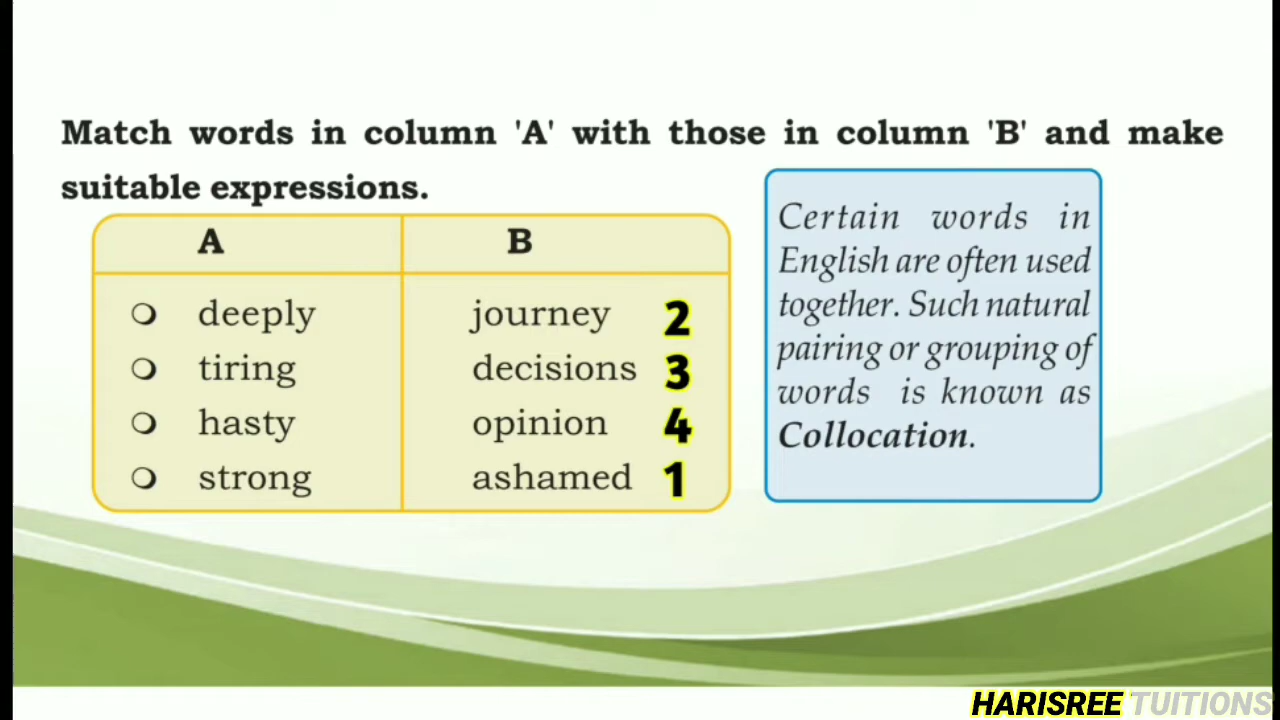 Match words in column 'A' with those in column 'B' and make
suitable expressions.
A B
deeply journey 2
tiring decisions 3
hasty opinion 4
strong ashamed 1
Certain words in
English are often used
together. Such natural
pairing or grouping of
words is known as
Collocation.
HARISREE TUITIONS